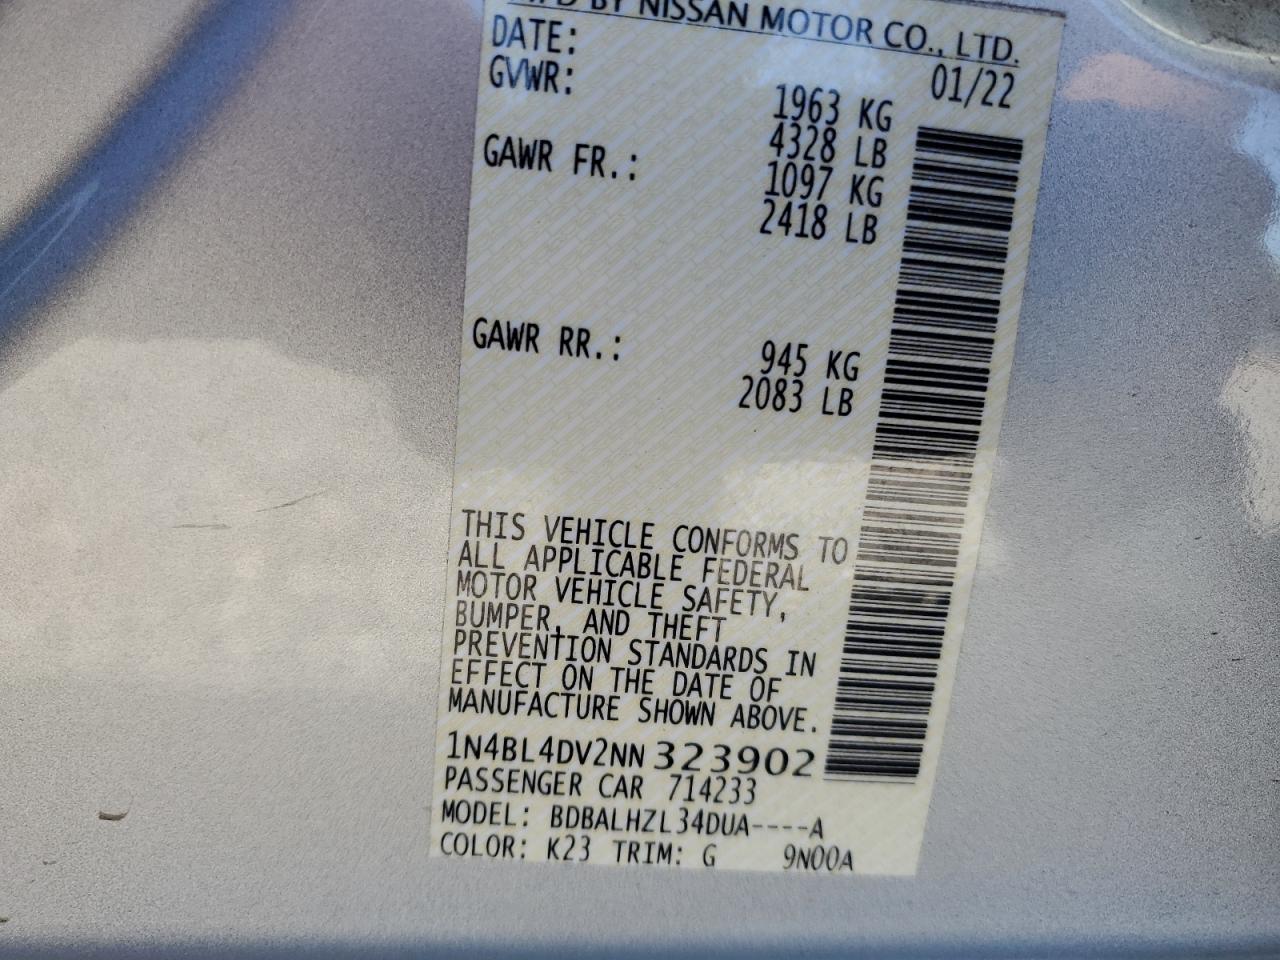 MFD BY NISSAN MOTOR CO., LTD.
DATE: 01/22
GVWR: 1963 KG
4328 LB
GAWR FR.: 1097 KG
2418 LB
GAWR RR.: 945 KG
2083 LB
THIS VEHICLE CONFORMS TO
ALL APPLICABLE FEDERAL
MOTOR VEHICLE SAFETY,
BUMPER, AND THEFT
PREVENTION STANDARDS IN
EFFECT ON THE DATE OF
MANUFACTURE SHOWN ABOVE.
1N4BL4DV2NN323902
PASSENGER CAR 714233
MODEL: BDBALHZL34DUA----A
COLOR: K23 TRIM: G 9N00A